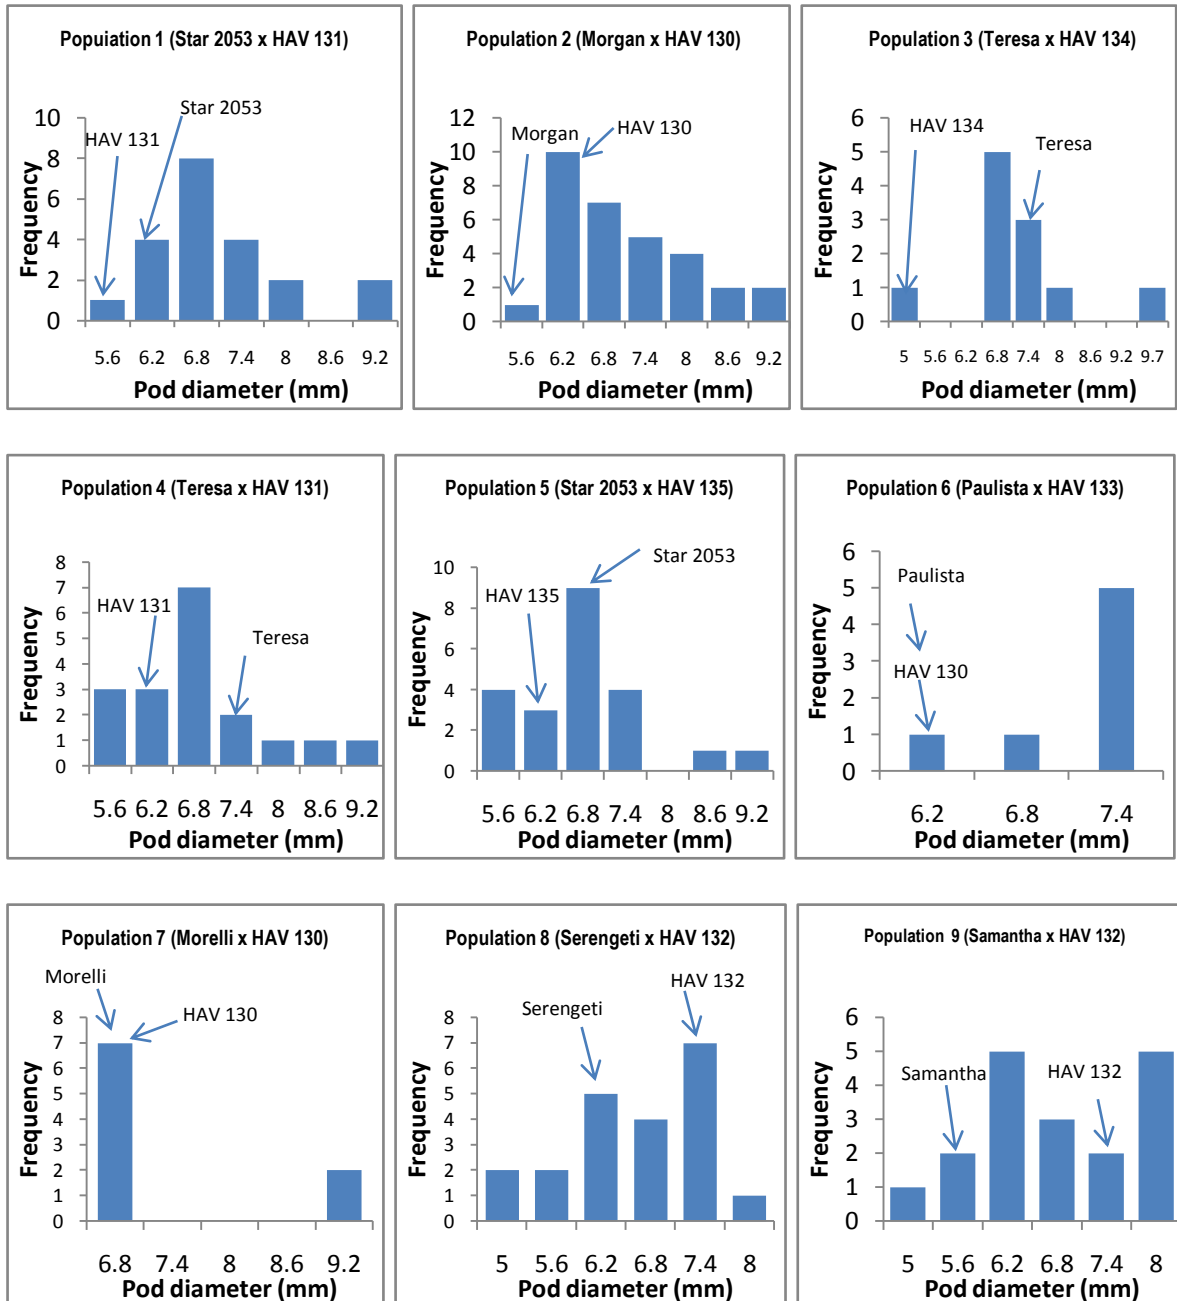 Popuiation 1 (Star 2053 x HAV 131)
Star 2053
HAV 131
Frequency
10
8
6
4
2
0
5.6 6.2 6.8 7.4 8 8.6 9.2
Pod diameter (mm)
Population 2 (Morgan x HAV 130)
Morgan
HAV 130
Frequency
12
10
8
6
4
2
0
5.6 6.2 6.8 7.4 8 8.6 9.2
Pod diameter (mm)
Population 3 (Teresa x HAV 134)
HAV 134
Teresa
Frequency
6
5
4
3
2
1
0
5 5.6 6.2 6.8 7.4 8 8.6 9.2 9.7
Pod diameter (mm)
Population 4 (Teresa x HAV 131)
HAV 131
Teresa
Frequency
8
7
6
5
4
3
2
1
0
5.6 6.2 6.8 7.4 8 8.6 9.2
Pod diameter (mm)
Population 5 (Star 2053 x HAV 135)
Star 2053
HAV 135
Frequency
10
8
6
4
2
0
5.6 6.2 6.8 7.4 8 8.6 9.2
Pod diameter (mm)
Population 6 (Paulista x HAV 133)
Paulista
HAV 130
Frequency
6
5
4
3
2
1
0
6.2 6.8 7.4
Pod diameter (mm)
Population 7 (Morelli x HAV 130)
Morelli
HAV 130
Frequency
8
7
6
5
4
3
2
1
0
6.8 7.4 8 8.6 9.2
Pod diameter (mm)
Population 8 (Serengeti x HAV 132)
HAV 132
Serengeti
Frequency
8
7
6
5
4
3
2
1
0
5 5.6 6.2 6.8 7.4 8
Pod diameter (mm)
Population 9 (Samantha x HAV 132)
Samantha
HAV 132
Frequency
6
5
4
3
2
1
0
5 5.6 6.2 6.8 7.4 8
Pod diameter (mm)